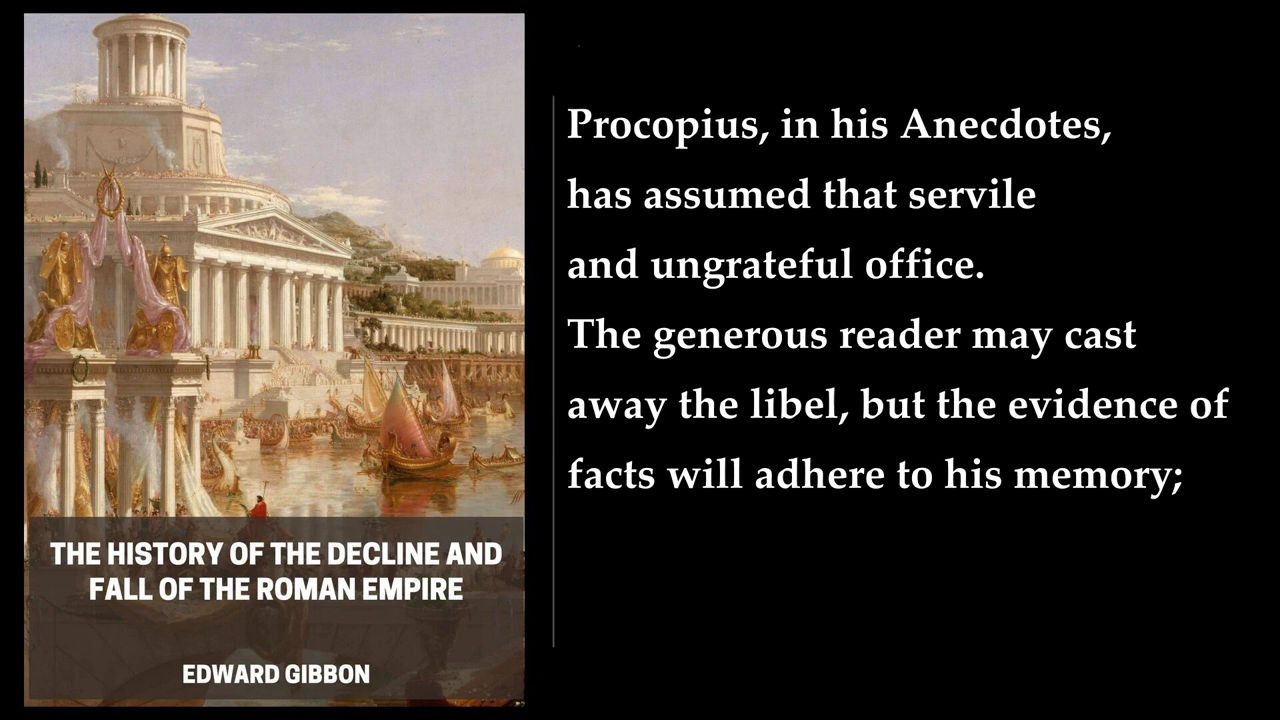 Procopius, in his Anecdotes,
has assumed that servile
and ungrateful office.
The generous reader may cast
away the libel, but the evidence of
facts will adhere to his memory;
THE HISTORY OF THE DECLINE AND
FALL OF THE ROMAN EMPIRE
EDWARD GIBBON